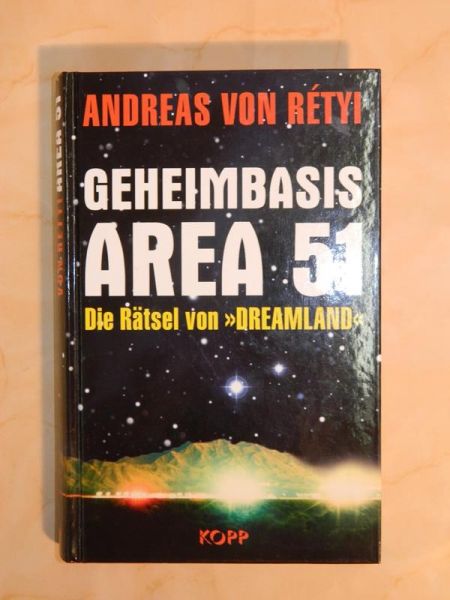 ANDREAS VON RÉTYI
GEHEIMBASIS
AREA 51
Die Rätsel von »DREAMLAND«
KOPP